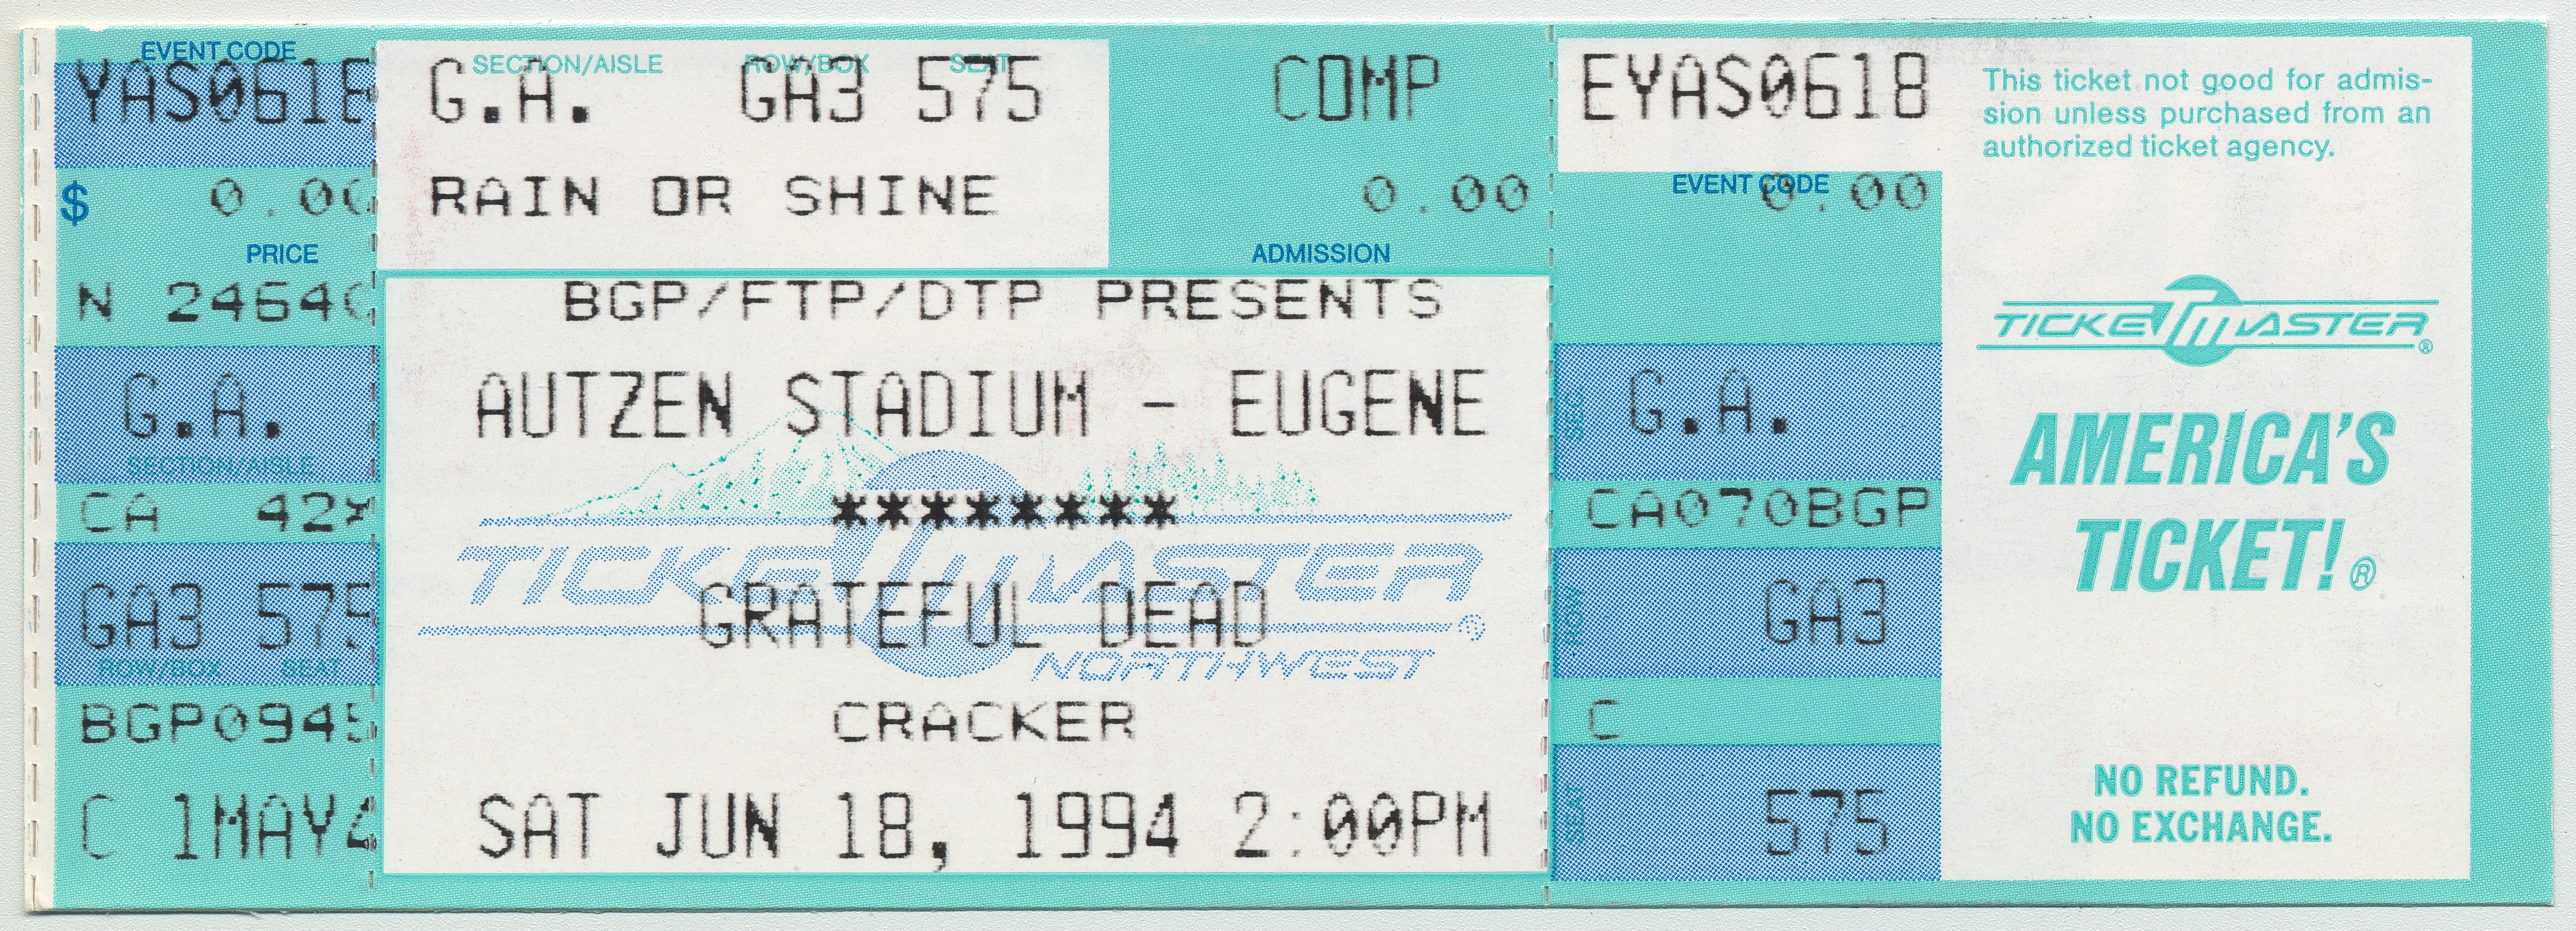 EVENT CODE
YAS0618
$ 0.00
PRICE
N 24640
G.A.
SECTION/AISLE
CA 42X
GA3 575
ROW/BOX SEAT
BGP0945
C 1MAY4
SECTION/AISLE ROW/BOX SEAT
G.A. GA3 575
RAIN OR SHINE
COMP
0.00
ADMISSION
BGP/FTP/DTP PRESENTS
AUTZEN STADIUM - EUGENE
********
TICKETMASTER®
GRATEFUL DEAD
NORTHWEST
CRACKER
SAT JUN 18, 1994 2:00PM
EYAS0618
EVENT CODE
0.00
SEC
G.A.
CA070BGP
ROW
GA3
C
SEAT
575
This ticket not good for admis-
sion unless purchased from an
authorized ticket agency.
TICKETMASTER®
AMERICA'S
TICKET!®
NO REFUND.
NO EXCHANGE.